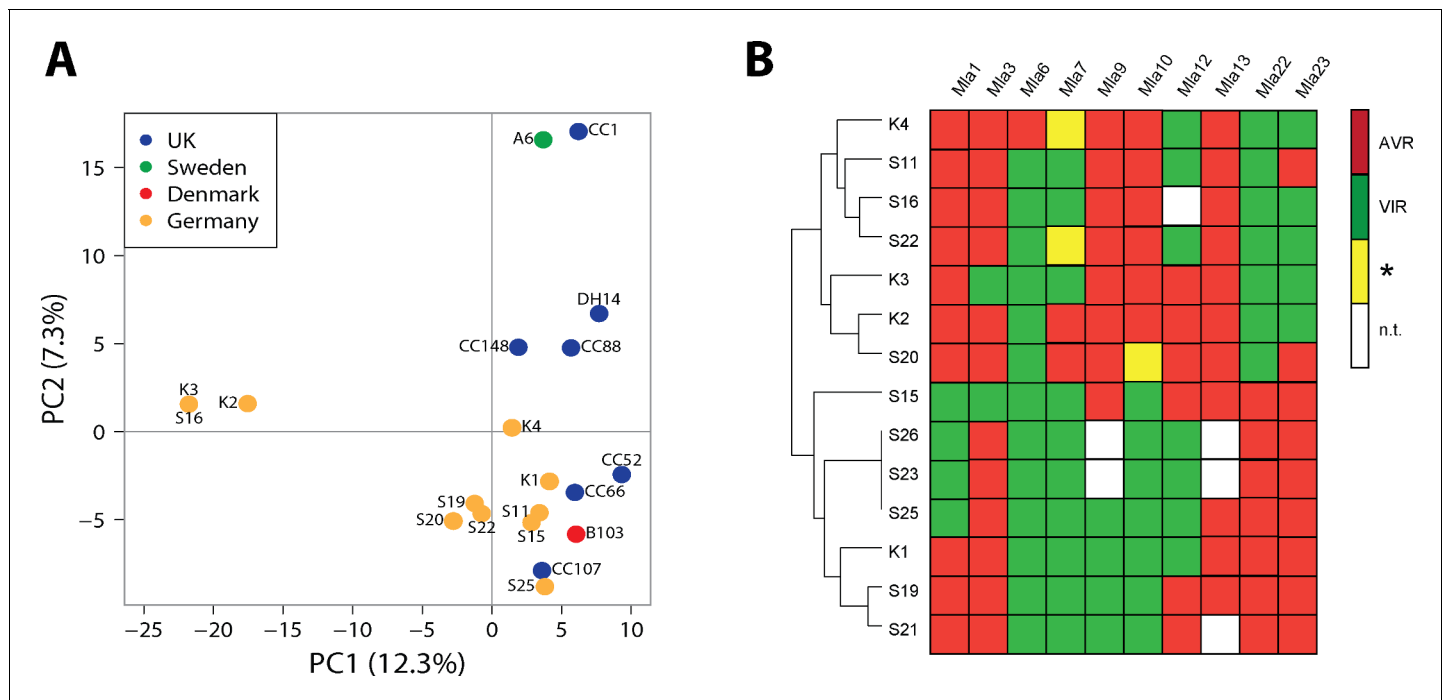 A
UK
Sweden
Denmark
Germany
A6
CC1
DH14
CC148
CC88
K3
S16
K2
K4
CC52
K1
CC66
S19
S20
S22
S11
S15
B103
CC107
S25
15
10
5
0
−5
PC2 (7.3%)
−25 −20 −15 −10 −5 0 5 10
PC1 (12.3%)
B
Mla1 Mla3 Mla6 Mla7 Mla9 Mla10 Mla12 Mla13 Mla22 Mla23
K4
S11
S16
S22
K3
K2
S20
S15
S26
S23
S25
K1
S19
S21
AVR
VIR
*
n.t.